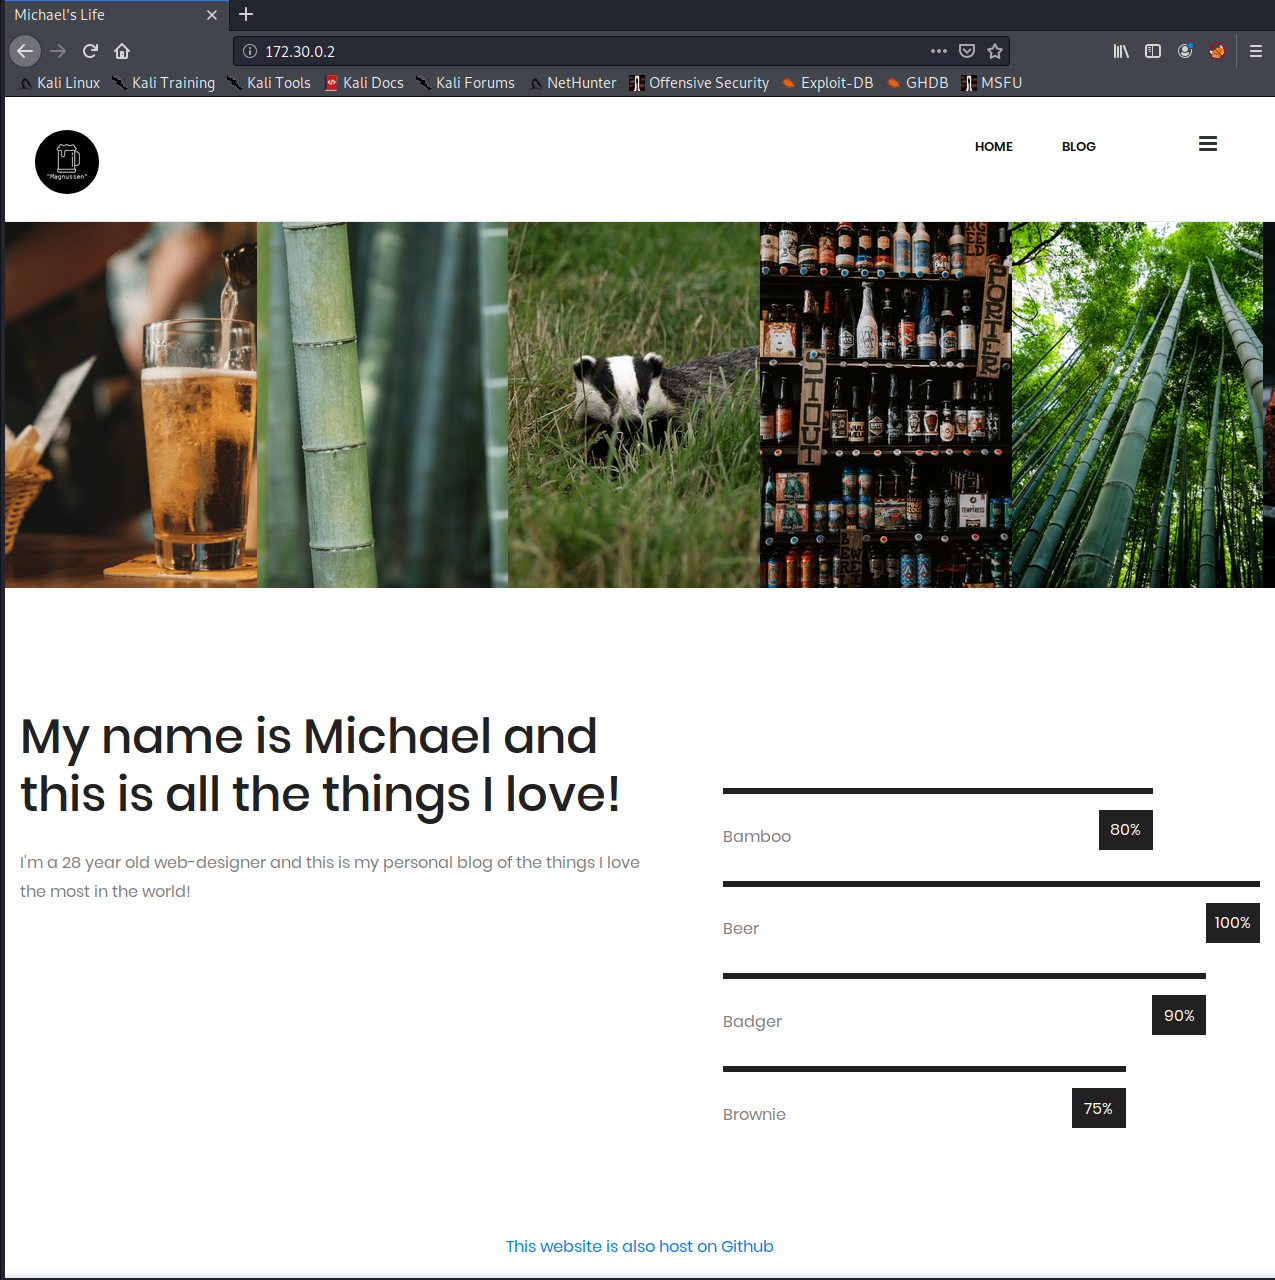 Michael's Life
172.30.0.2
Kali Linux Kali Training Kali Tools Kali Docs Kali Forums NetHunter Offensive Security Exploit-DB GHDB MSFU
"Magnussen"
HOME BLOG
PORTER
STOUT
My name is Michael and
this is all the things I love!
I'm a 28 year old web-designer and this is my personal blog of the things I love
the most in the world!
80%
Bamboo
100%
Beer
90%
Badger
75%
Brownie
This website is also host on Github